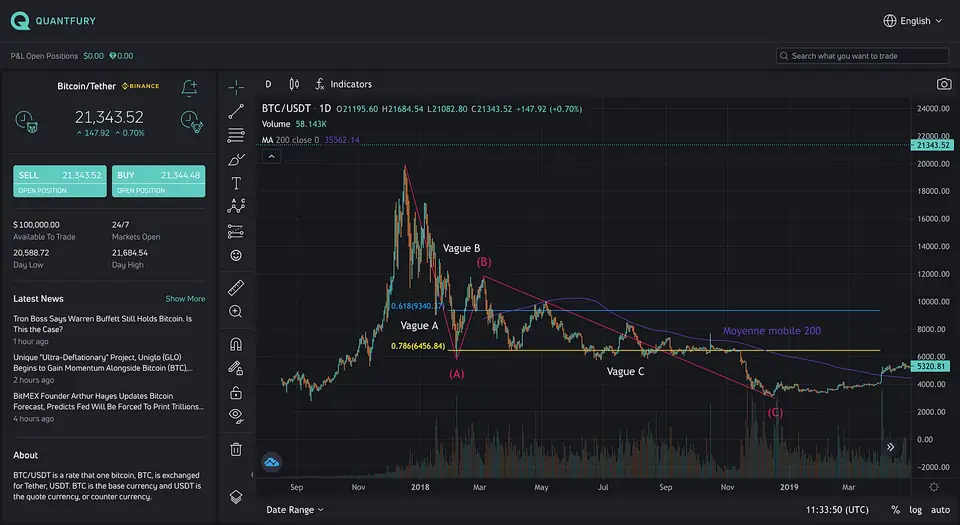 QUANTFURY
English
P&L Open Positions $0.00 0.00
Search what you want to trade
Bitcoin/Tether BINANCE
21,343.52
147.92 0.70%
SELL 21,343.52
OPEN POSITION
BUY 21,344.48
OPEN POSITION
$100,000.00
Available To Trade
24/7
Markets Open
20,588.72
Day Low
21,684.54
Day High
Latest News
Show More
Tron Boss Says Warren Buffett Still Holds Bitcoin. Is
This the Case?
1 hour ago
Unique "Ultra-Deflationary" Project, Uniglo (GLO)
Begins to Gain Momentum Alongside Bitcoin (BTC),...
2 hours ago
BitMEX Founder Arthur Hayes Updates Bitcoin
Forecast, Predicts Fed Will Be Forced To Print Trillions...
4 hours ago
About
BTC/USDT is a rate that one bitcoin, BTC, is exchanged
for Tether, USDT. BTC is the base currency and USDT is
the quote currency, or counter currency.
D Indicators
BTC/USDT 1D O21195.60 H21684.54 L21082.80 C21343.52 +147.92 (+0.70%)
Volume 58.143K
MA 200 close 0 35562.14
Vague B
(B)
0.618(9340.37)
Vague A
0.786(6456.84)
(A)
Moyenne mobile 200
Vague C
(C)
24000.00
22000.00
21343.52
20000.00
18000.00
16000.00
14000.00
12000.00
10000.00
8000.00
6000.00
5320.81
4000.00
2000.00
0.00
-2000.00
Sep Nov 2018 Mar May Jul Sep Nov 2019 Mar
Date Range
11:33:50 (UTC) % log auto